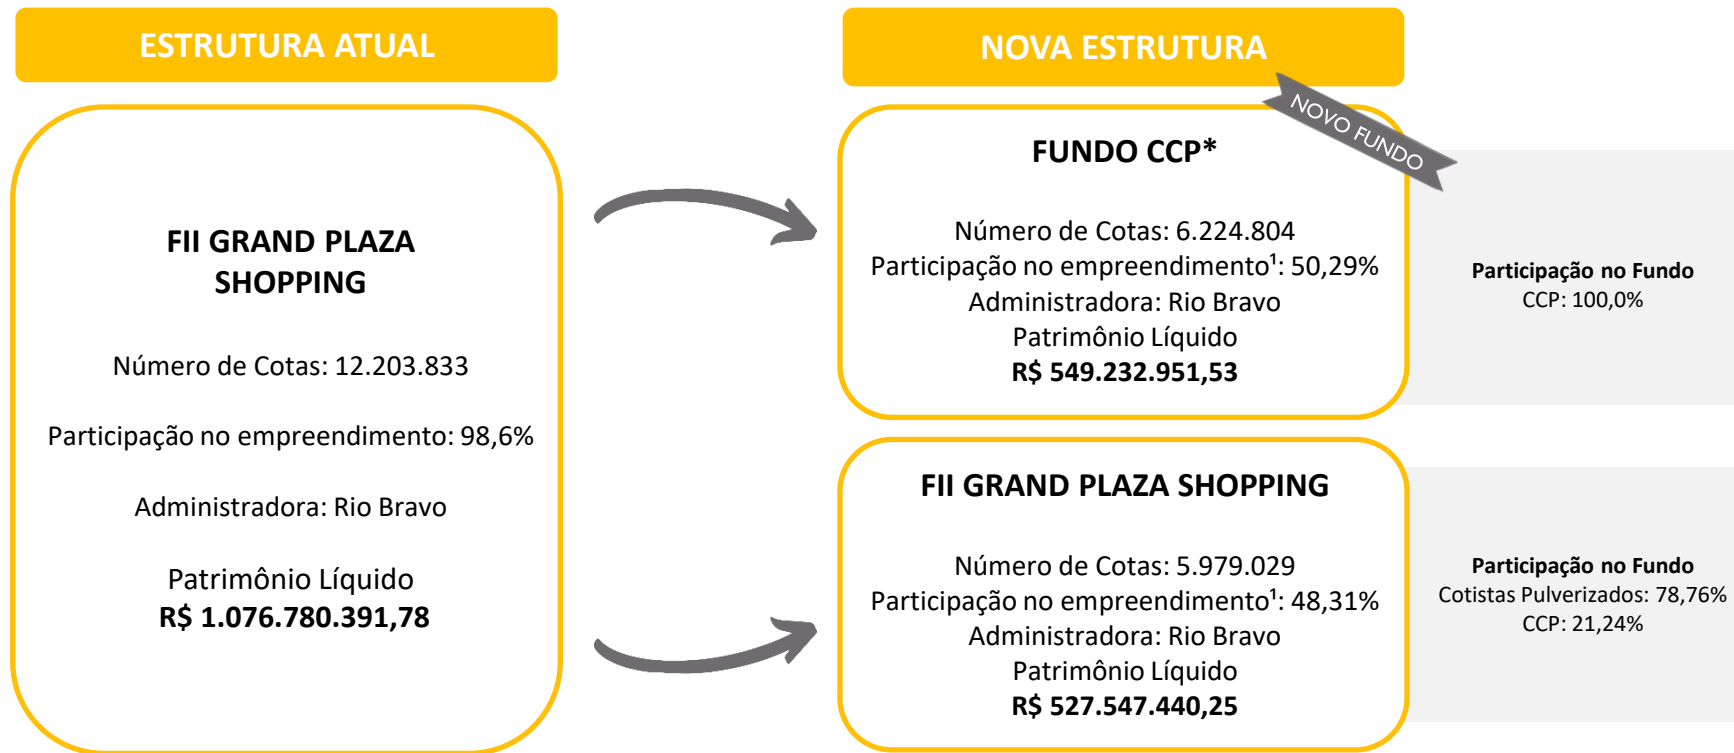 ESTRUTURA ATUAL
FII GRAND PLAZA
SHOPPING
Número de Cotas: 12.203.833
Participação no empreendimento: 98,6%
Administradora: Rio Bravo
Patrimônio Líquido
R$ 1.076.780.391,78
NOVA ESTRUTURA
NOVO FUNDO
FUNDO CCP*
Número de Cotas: 6.224.804
Participação no empreendimento¹: 50,29%
Administradora: Rio Bravo
Patrimônio Líquido
R$ 549.232.951,53
Participação no Fundo
CCP: 100,0%
FII GRAND PLAZA SHOPPING
Número de Cotas: 5.979.029
Participação no empreendimento¹: 48,31%
Administradora: Rio Bravo
Patrimônio Líquido
R$ 527.547.440,25
Participação no Fundo
Cotistas Pulverizados: 78,76%
CCP: 21,24%